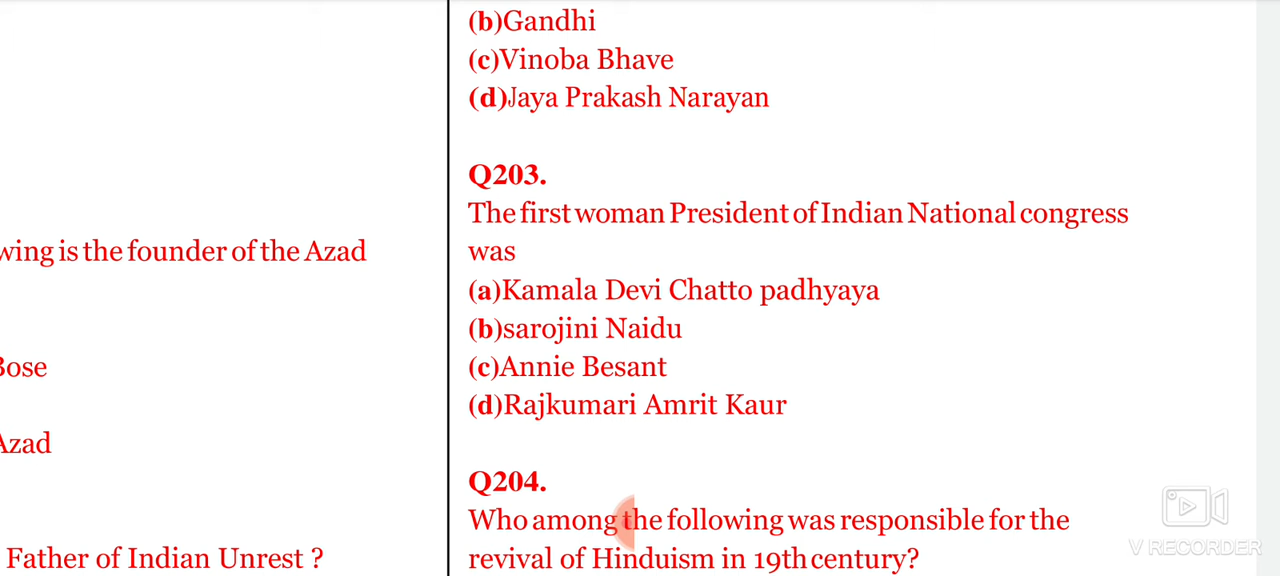 wing is the founder of the Azad
Bose
Azad
Father of Indian Unrest ?
(b)Gandhi
(c)Vinoba Bhave
(d)Jaya Prakash Narayan
Q203.
The first woman President of Indian National congress
was
(a)Kamala Devi Chatto padhyaya
(b)sarojini Naidu
(c)Annie Besant
(d)Rajkumari Amrit Kaur
Q204.
Who among the following was responsible for the
revival of Hinduism in 19th century?
V RECORDER